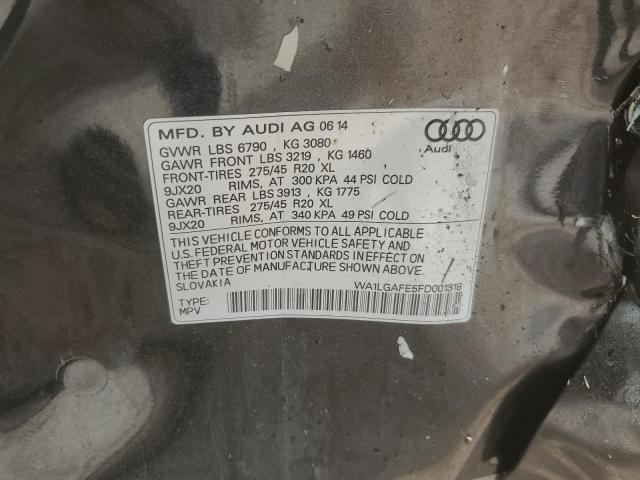 MFD. BY AUDI AG 06 14
Audi
GVWR LBS 6790 , KG 3080
GAWR FRONT LBS 3219 , KG 1460
FRONT-TIRES 275/45 R20 XL
9JX20 RIMS, AT 300 KPA 44 PSI COLD
GAWR REAR LBS 3913 , KG 1775
REAR-TIRES 275/45 R20 XL
9JX20 RIMS, AT 340 KPA 49 PSI COLD
THIS VEHICLE CONFORMS TO ALL APPLICABLE
U.S. FEDERAL MOTOR VEHICLE SAFETY AND
THEFT PREVENTION STANDARDS IN EFFECT ON
THE DATE OF MANUFACTURE SHOWN ABOVE.
SLOVAKIA
WA1LGAFE5FD001318
TYPE:
MPV